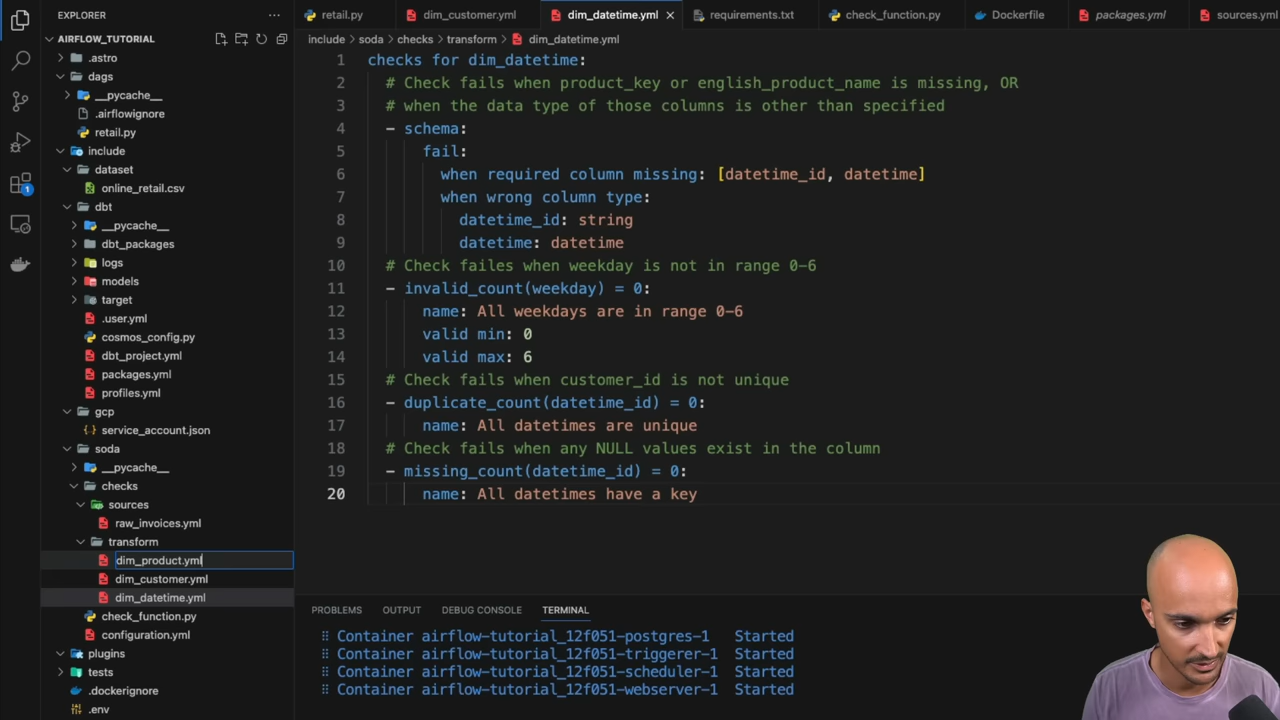 EXPLORER
AIRFLOW_TUTORIAL
.astro
dags
__pycache__
.airflowignore
retail.py
include
dataset
online_retail.csv
dbt
__pycache__
dbt_packages
logs
models
target
.user.yml
cosmos_config.py
dbt_project.yml
packages.yml
profiles.yml
gcp
service_account.json
soda
__pycache__
checks
sources
raw_invoices.yml
transform
dim_product.yml
dim_customer.yml
dim_datetime.yml
check_function.py
configuration.yml
plugins
tests
.dockerignore
.env
1
retail.py dim_customer.yml dim_datetime.yml requirements.txt check_function.py Dockerfile packages.yml sources.yml
include > soda > checks > transform > dim_datetime.yml
1 checks for dim_datetime:
2 # Check fails when product_key or english_product_name is missing, OR
3 # when the data type of those columns is other than specified
4 - schema:
5 fail:
6 when required column missing: [datetime_id, datetime]
7 when wrong column type:
8 datetime_id: string
9 datetime: datetime
10 # Check failes when weekday is not in range 0-6
11 - invalid_count(weekday) = 0:
12 name: All weekdays are in range 0-6
13 valid min: 0
14 valid max: 6
15 # Check fails when customer_id is not unique
16 - duplicate_count(datetime_id) = 0:
17 name: All datetimes are unique
18 # Check fails when any NULL values exist in the column
19 - missing_count(datetime_id) = 0:
20 name: All datetimes have a key
PROBLEMS OUTPUT DEBUG CONSOLE TERMINAL
Container airflow-tutorial_12f051-postgres-1 Started
Container airflow-tutorial_12f051-triggerer-1 Started
Container airflow-tutorial_12f051-scheduler-1 Started
Container airflow-tutorial_12f051-webserver-1 Started